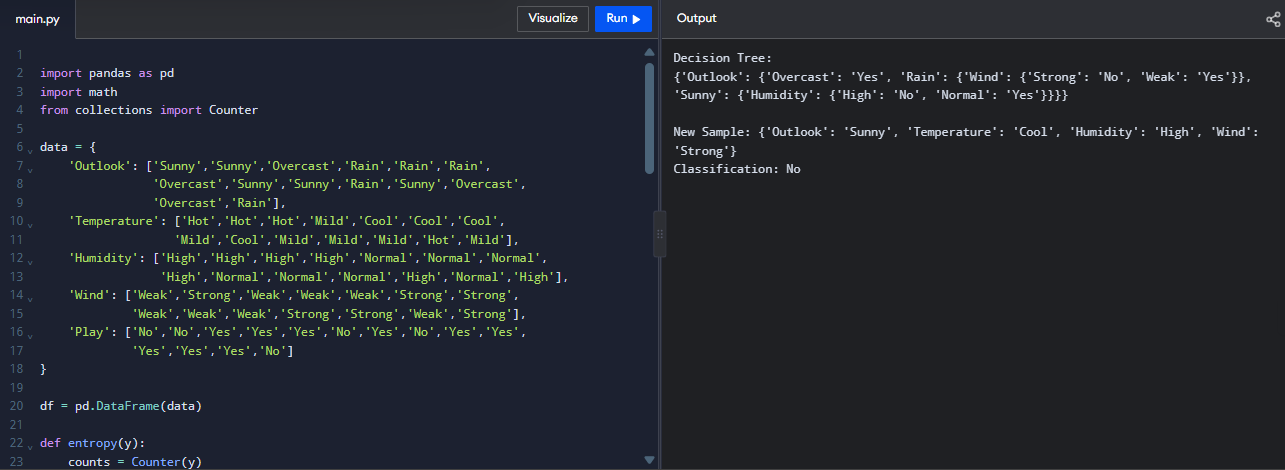 main.py
Visualize
Run
Output
1
2 import pandas as pd
3 import math
4 from collections import Counter
5
6 data = {
7 'Outlook': ['Sunny','Sunny','Overcast','Rain','Rain','Rain',
8 'Overcast','Sunny','Sunny','Rain','Sunny','Overcast',
9 'Overcast','Rain'],
10 'Temperature': ['Hot','Hot','Hot','Mild','Cool','Cool','Cool',
11 'Mild','Cool','Mild','Mild','Mild','Hot','Mild'],
12 'Humidity': ['High','High','High','High','Normal','Normal','Normal',
13 'High','Normal','Normal','Normal','High','Normal','High'],
14 'Wind': ['Weak','Strong','Weak','Weak','Weak','Strong','Strong',
15 'Weak','Weak','Weak','Strong','Strong','Weak','Strong'],
16 'Play': ['No','No','Yes','Yes','Yes','No','Yes','No','Yes','Yes',
17 'Yes','Yes','Yes','No']
18 }
19
20 df = pd.DataFrame(data)
21
22 def entropy(y):
23 counts = Counter(y)
Decision Tree:
{'Outlook': {'Overcast': 'Yes', 'Rain': {'Wind': {'Strong': 'No', 'Weak': 'Yes'}},
'Sunny': {'Humidity': {'High': 'No', 'Normal': 'Yes'}}}}
New Sample: {'Outlook': 'Sunny', 'Temperature': 'Cool', 'Humidity': 'High', 'Wind':
'Strong'}
Classification: No